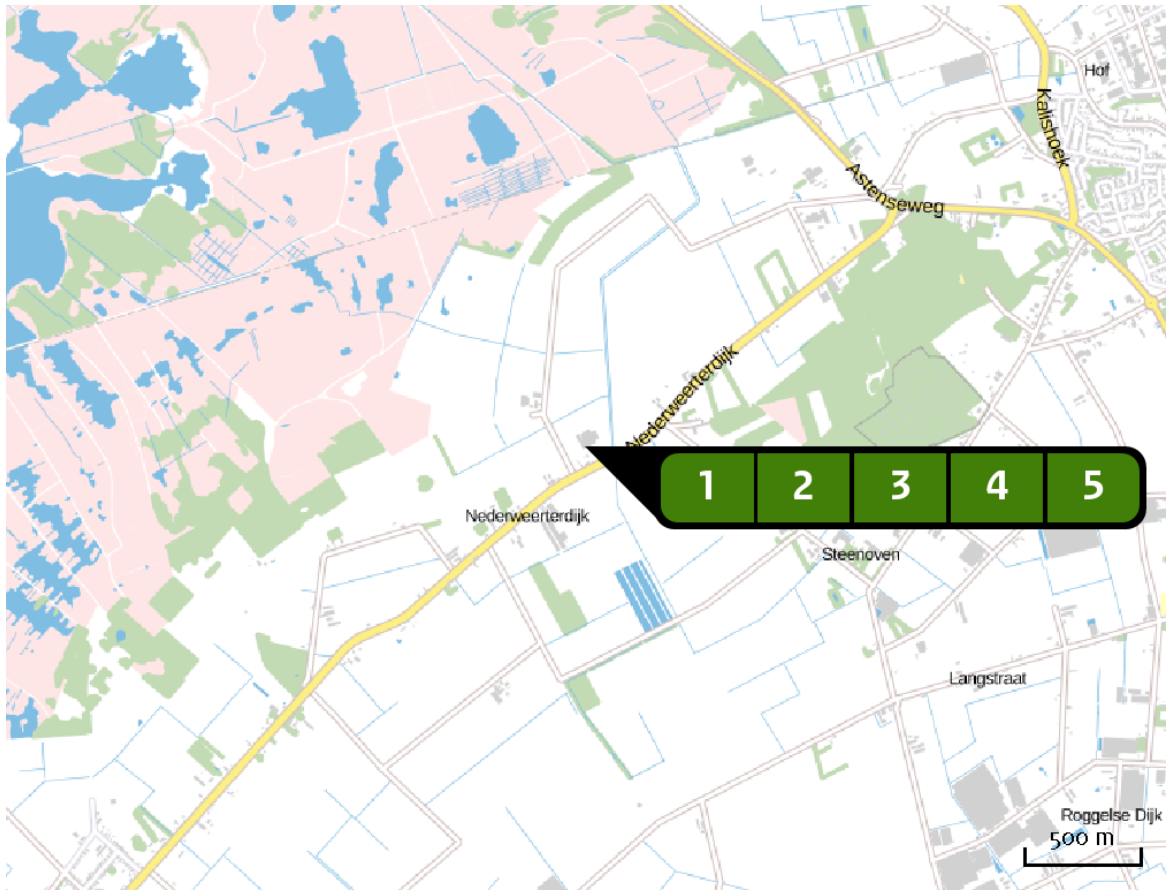 Hof
Kalishoek
Astenseweg
Nederweerterdijk
1 2 3 4 5
Nederweerterdijk
Steenoven
Langstraat
Roggelse Dijk
500 m